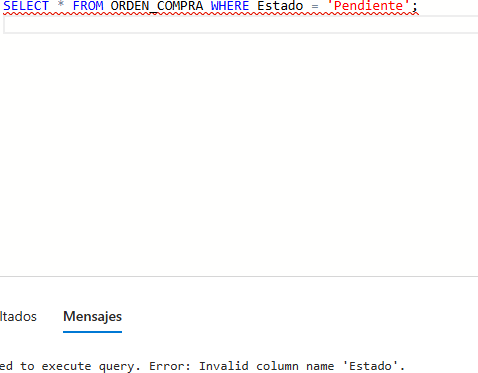 SELECT * FROM ORDEN_COMPRA WHERE Estado = 'Pendiente';
ltados Mensajes
ed to execute query. Error: Invalid column name 'Estado'.